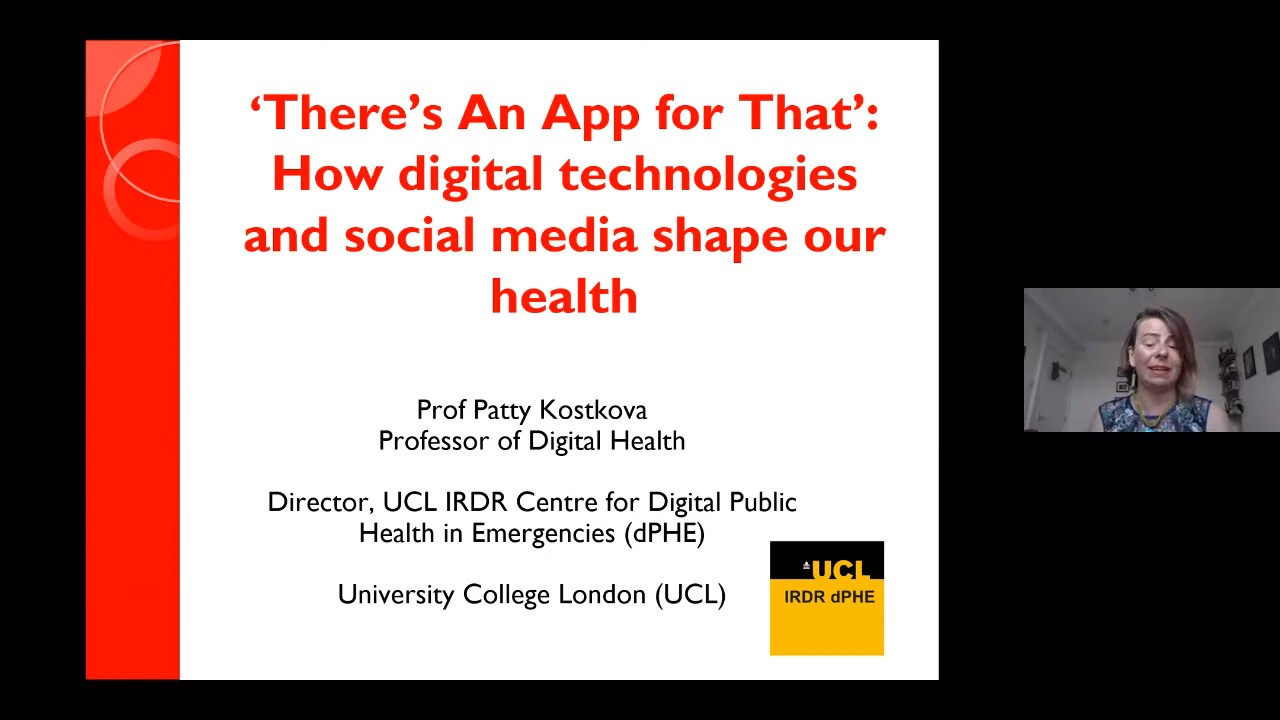 ‘There’s An App for That’:
How digital technologies
and social media shape our
health
Prof Patty Kostkova
Professor of Digital Health
Director, UCL IRDR Centre for Digital Public
Health in Emergencies (dPHE)
University College London (UCL)
UCL
IRDR dPHE